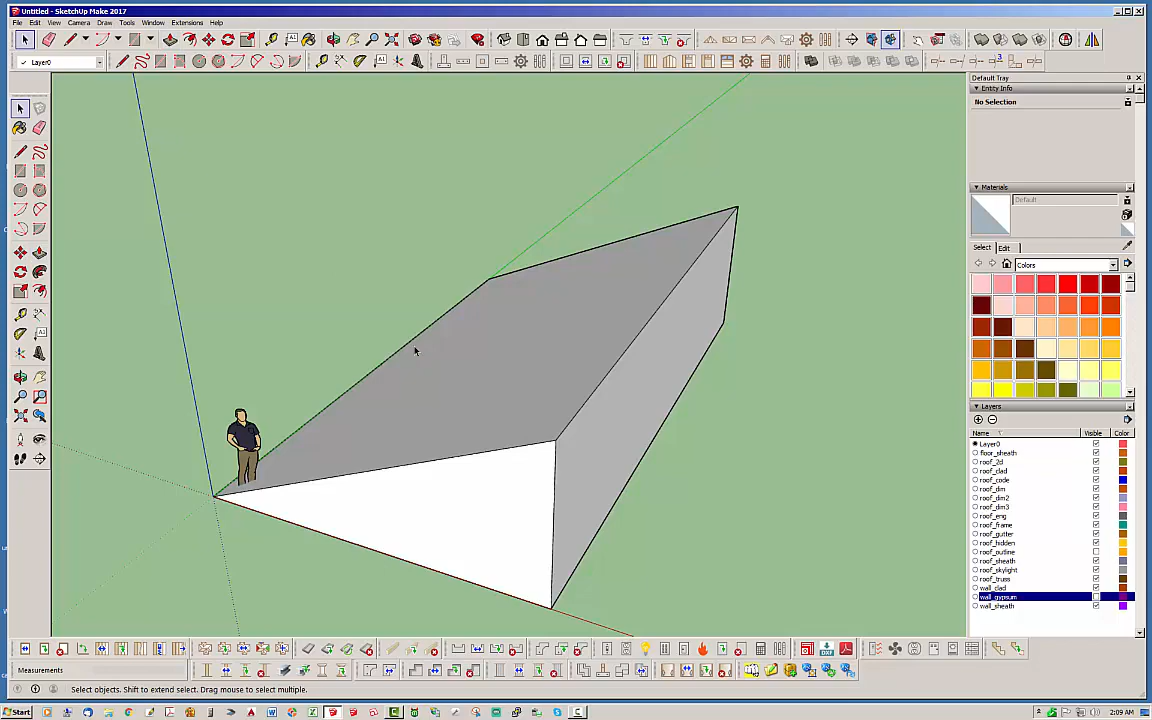 Untitled - SketchUp Make 2017
File Edit View Camera Draw Tools Window Extensions Help
Layer0
Default Tray
Entity Info
No Selection
Materials
Default
Select Edit
Colors
Layers
Name Visible Color
Layer0
floor_sheath
roof_2d
roof_clad
roof_code
roof_dim
roof_dim2
roof_dim3
roof_eng
roof_frame
roof_gutter
roof_hidden
roof_outline
roof_sheath
roof_skylight
roof_truss
wall_clad
wall_gypsum
wall_sheath
Measurements
Select objects. Shift to extend select. Drag mouse to select multiple.
Start
2:09 AM